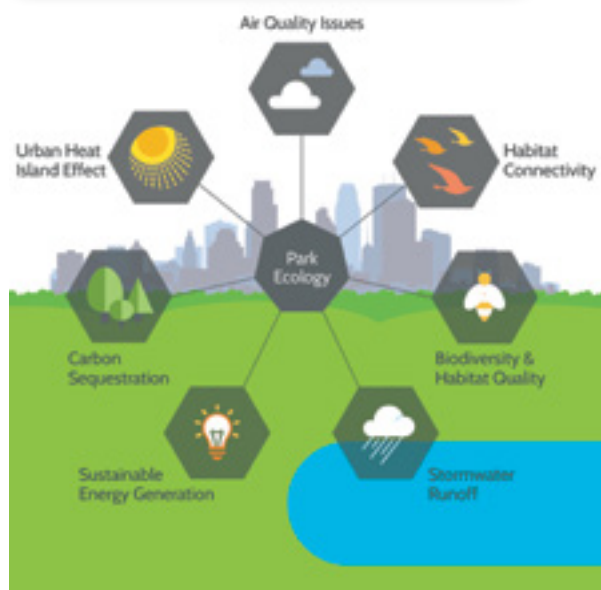 Air Quality Issues
Urban Heat
Island Effect
Habitat
Connectivity
Park
Ecology
Carbon
Sequestration
Biodiversity &
Habitat Quality
Sustainable
Energy Generation
Stormwater
Runoff